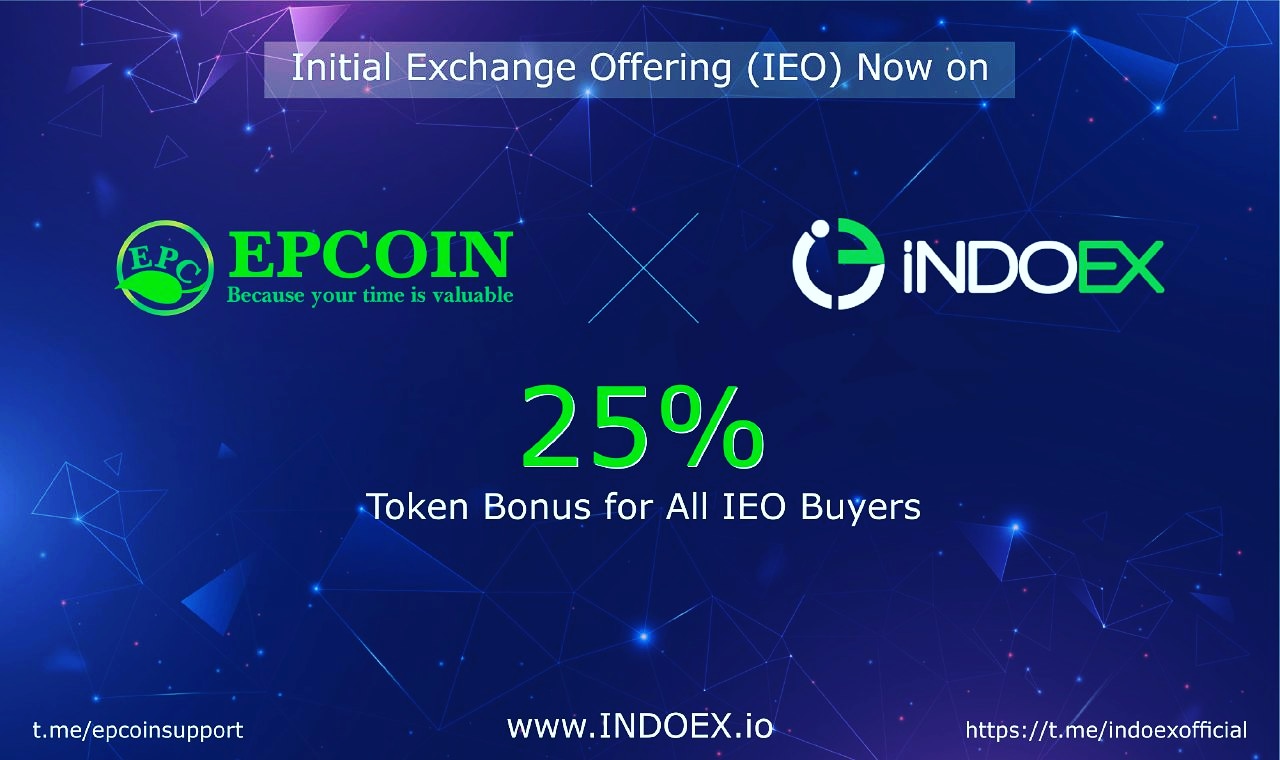 Initial Exchange Offering (IEO) Now on
EPC
EPCOIN
Because your time is valuable
iNDOEX
25%
Token Bonus for All IEO Buyers
t.me/epcoinsupport
www.INDOEX.io
https://t.me/indoexofficial